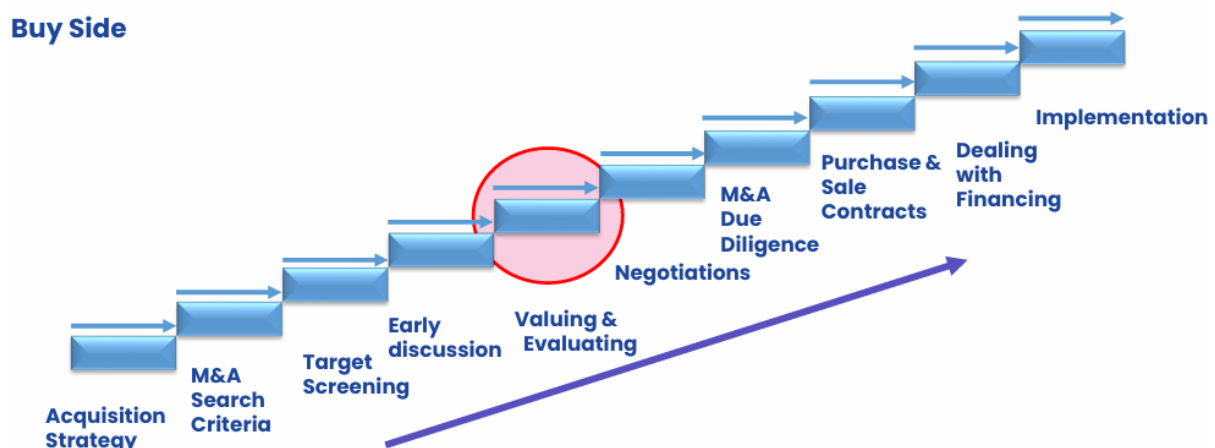 Buy Side
Acquisition
Strategy
M&A
Search
Criteria
Target
Screening
Early
discussion
Valuing &
Evaluating
Negotiations
M&A
Due
Diligence
Purchase &
Sale
Contracts
Dealing
with
Financing
Implementation